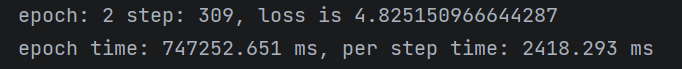 epoch: 2 step: 309, loss is 4.825150966644287
epoch time: 747252.651 ms, per step time: 2418.293 ms